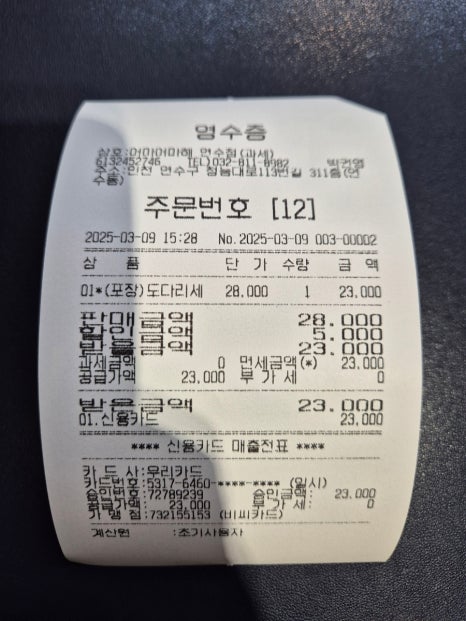 영수증
상호:어마어마해 연수점(과세)
6132452746 TEL)032-811-8982 박건영
주소:인천 연수구 청능대로113번길 311층(연
수동)
주문번호 [12]
2025-03-09 15:28 No.2025-03-09 003-00002
상 품 단 가 수량 금 액
01*(포장)도다리세 28,000 1 23,000
판매금액 28,000
할인금액 5,000
받을금액 23,000
과세금액 0 면세금액(*) 23,000
공급가액 23,000 부 가 세 0
받은금액 23,000
01.신용카드 23,000
**** 신용카드 매출전표 ****
카 드 사:우리카드
카드번호:5317-6460-****-**** (일시)
승인번호:72789239 승인금액: 23,000
공급가액: 23,000 부 가 세: 0
가 맹 점:732155153 (비씨카드)
계산원 :초기사용자